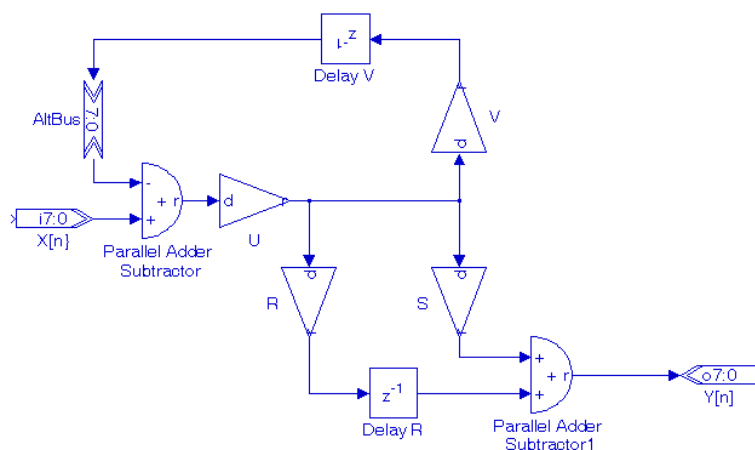 z-1
Delay V
AltBus
7:0
V
d
r
-
+ r
+
i7:0
X[n}
Parallel Adder
Subtractor
d
r
U
d
R
r
d
S
r
z-1
Delay R
+
+ r
+
Parallel Adder
Subtractor1
o7:0
Y[n]